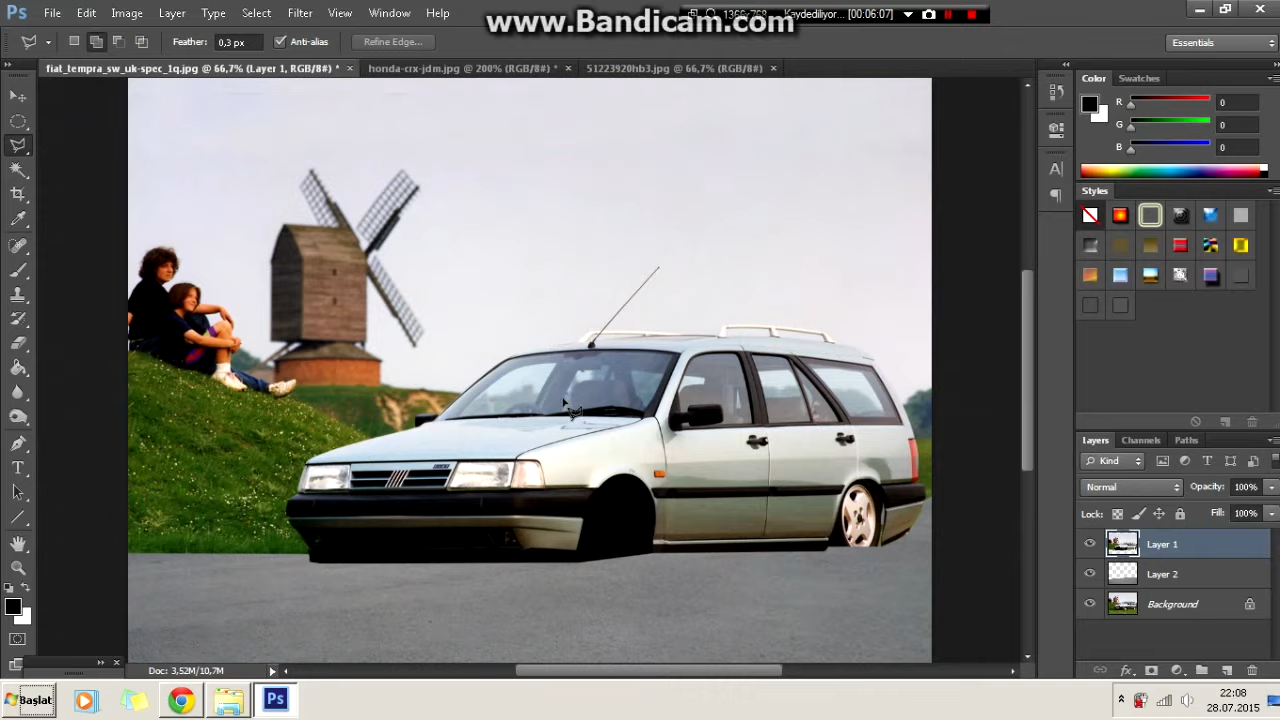 www.Bandicam.com
1366x768 Kaydediliyor... [00:06:07]
Ps File Edit Image Layer Type Select Filter View Window Help
Feather: 0,3 px Anti-alias Refine Edge... Essentials
fiat_tempra_sw_uk-spec_1q.jpg @ 66,7% (Layer 1, RGB/8#) * × honda-crx-jdm.jpg @ 200% (RGB/8#) * × 51223920hb3.jpg @ 66,7% (RGB/8#) ×
Color Swatches
R 0
G 0
B 0
Styles
Layers Channels Paths
Kind
Normal Opacity: 100%
Lock: Fill: 100%
Layer 1
Layer 2
Background
Doc: 3,52M/10,7M
Başlat Ps
22:08
28.07.2015